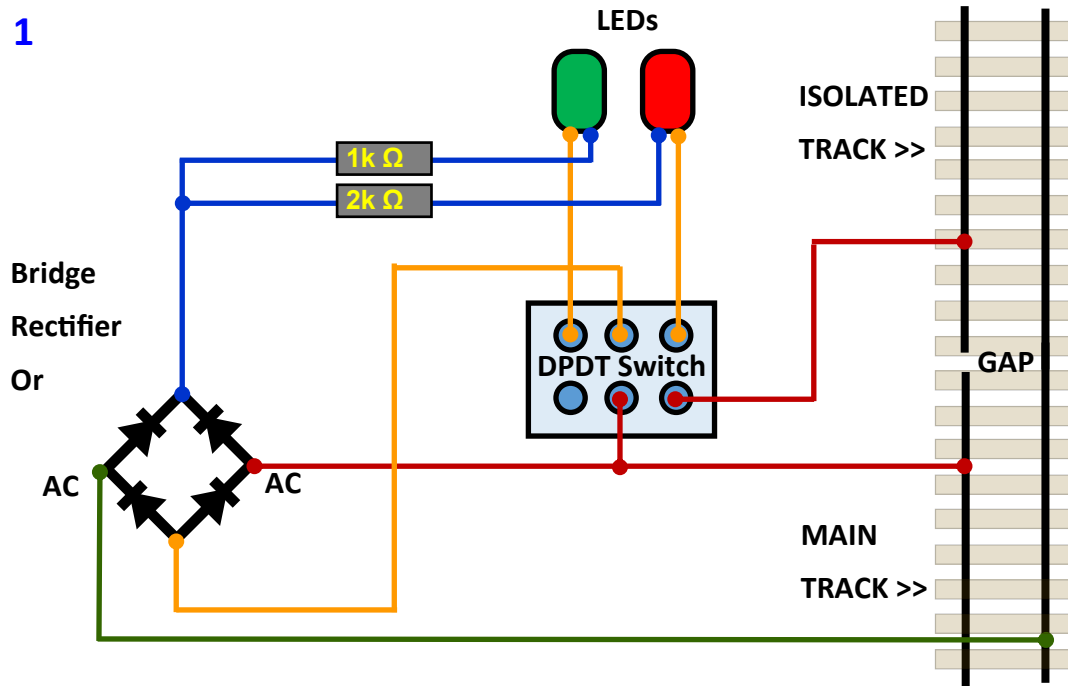 1
LEDs
ISOLATED
TRACK >>
1k Ω
2k Ω
Bridge
Rectifier
Or
GAP
DPDT Switch
AC
AC
MAIN
TRACK >>